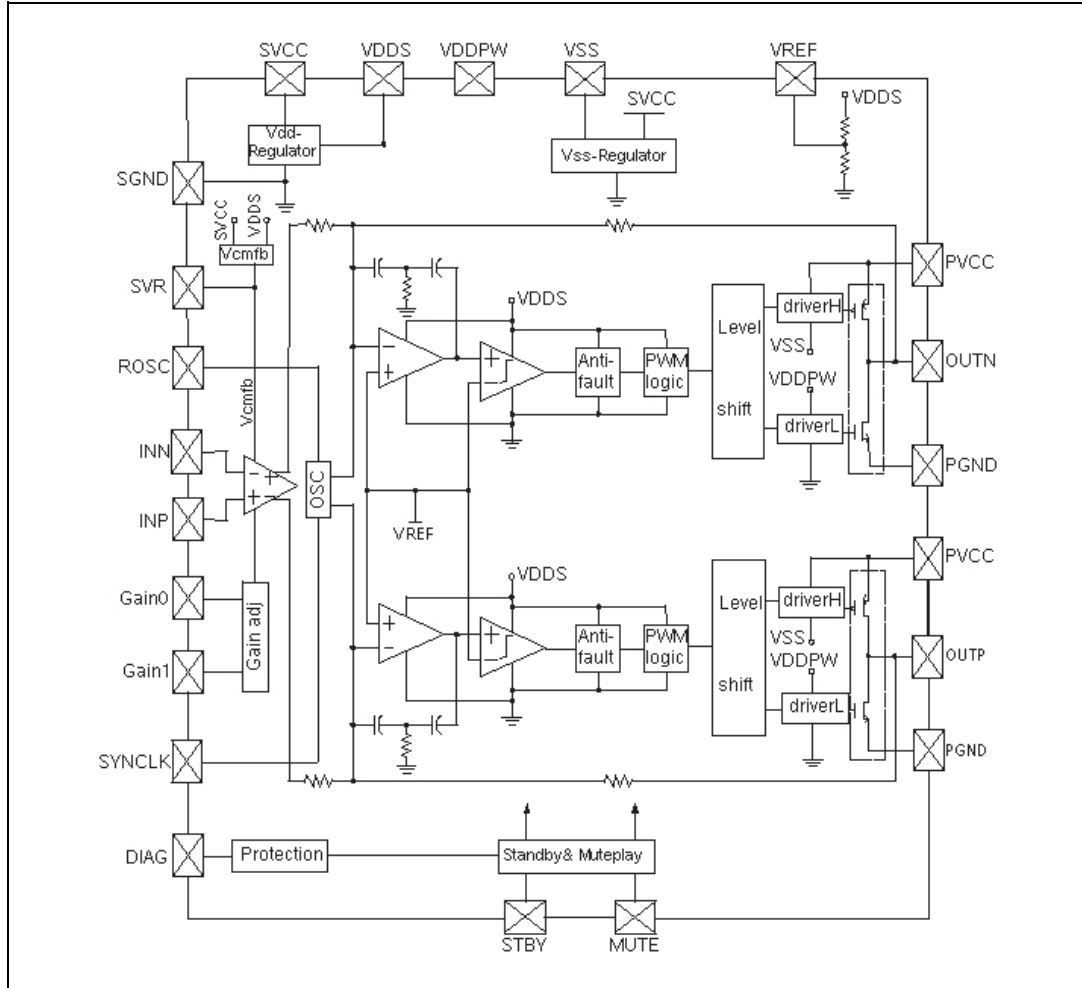 SVCC
VDDS
VDDPW
VSS
VREF
SVCC
VDDS
Vdd-
Regulator
Vss-Regulator
SGND
SVCC
VDDS
Vcmfb
SVR
PVCC
VDDS
Level
shift
driverH
VSS
VDDPW
driverL
Anti-
fault
PWM
logic
ROSC
OUTN
Vcmfb
INN
PGND
OSC
INP
VREF
PVCC
VDDS
Gain0
Gain adj
Level
shift
driverH
VSS
VDDPW
driverL
Anti-
fault
PWM
logic
Gain1
OUTP
SYNCLK
PGND
DIAG
Protection
Standby& Muteplay
STBY
MUTE